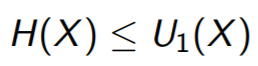 H(X) ≤ U₁(X)